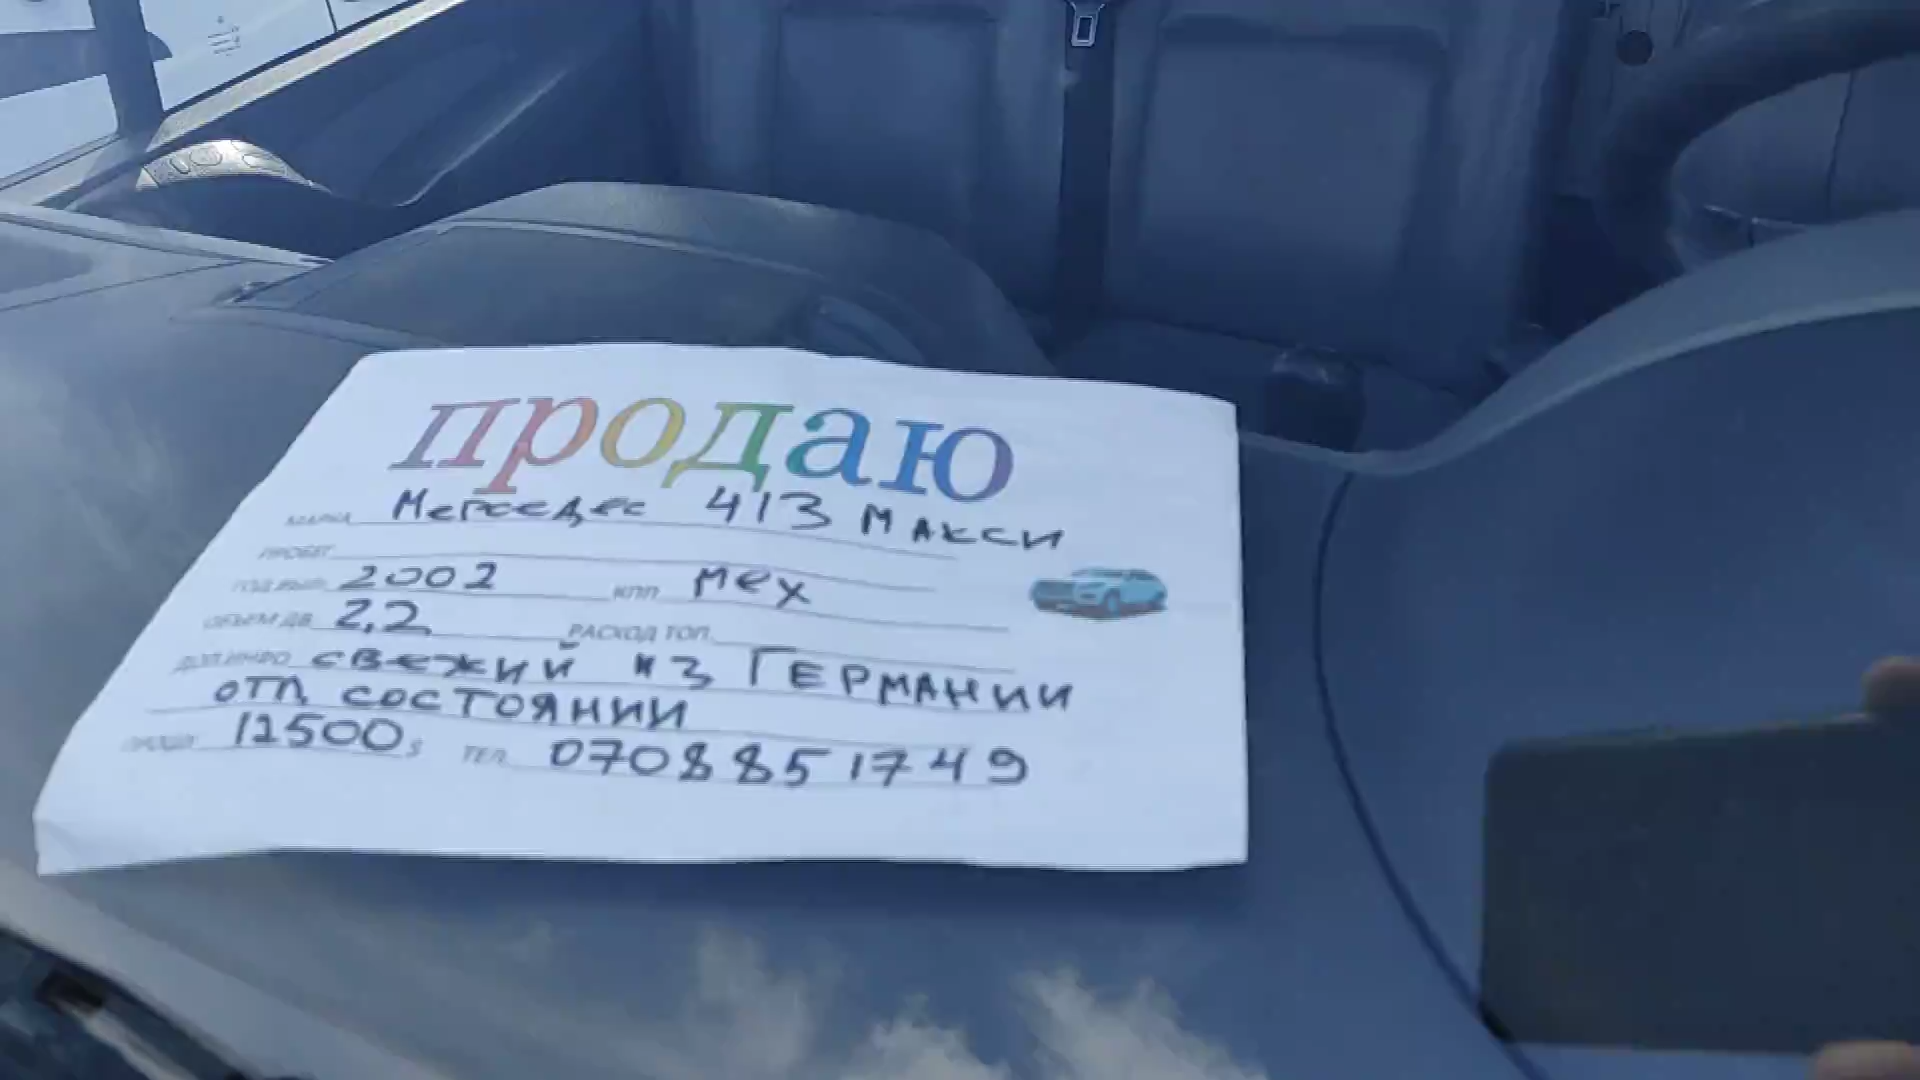 продаю
МАРКА Мерседес 413 МАКСИ
ПРОБЕГ
ГОД ВЫП. 2002 КПП мех
ОБЪЕМ ДВ. 2,2 РАСХОД ТОП.
ДОП.ИНФО свежий из ГЕРМАНИИ
отл состоянии
ПРОШУ 12500$ ТЕЛ. 0708851749